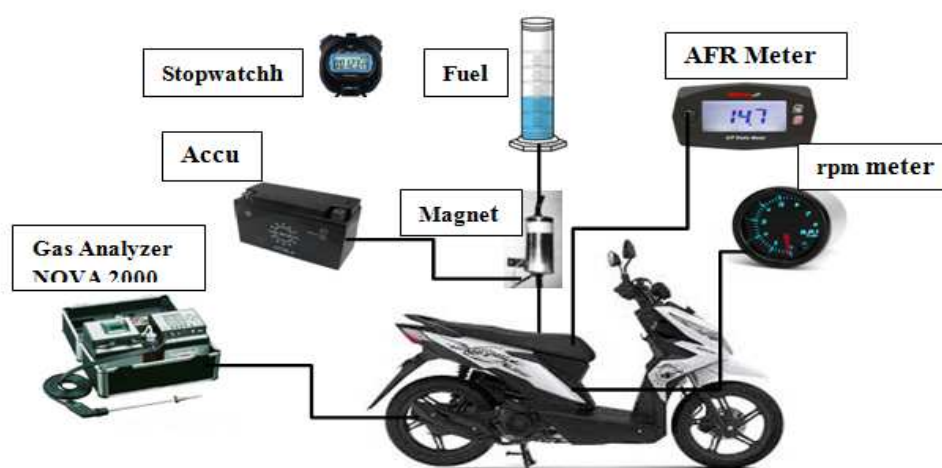 Stopwatchh
Fuel
AFR Meter
14.7
Accu
rpm meter
Magnet
Gas Analyzer
NOVA 2000